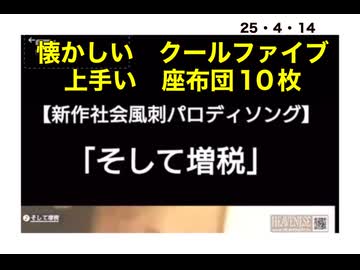 25・4・14
懐かしい　クールファイブ
上手い　座布団10枚
【新作社会風刺パロディソング】
「そして増税」
そして増税
HEAVENESE